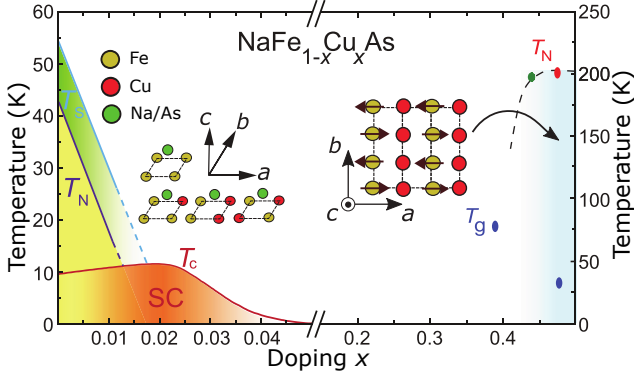 NaFe1-xCuxAs
Temperature (K)
60
50
40
30
20
10
0
Fe
Cu
Na/As
Ts
TN
Tc
SC
c
b
a
b
c
a
TN
Tg
250
200
150
100
50
0
Temperature (K)
0.01
0.02
0.03
0.04
0.2
0.3
0.4
0.5
Doping x